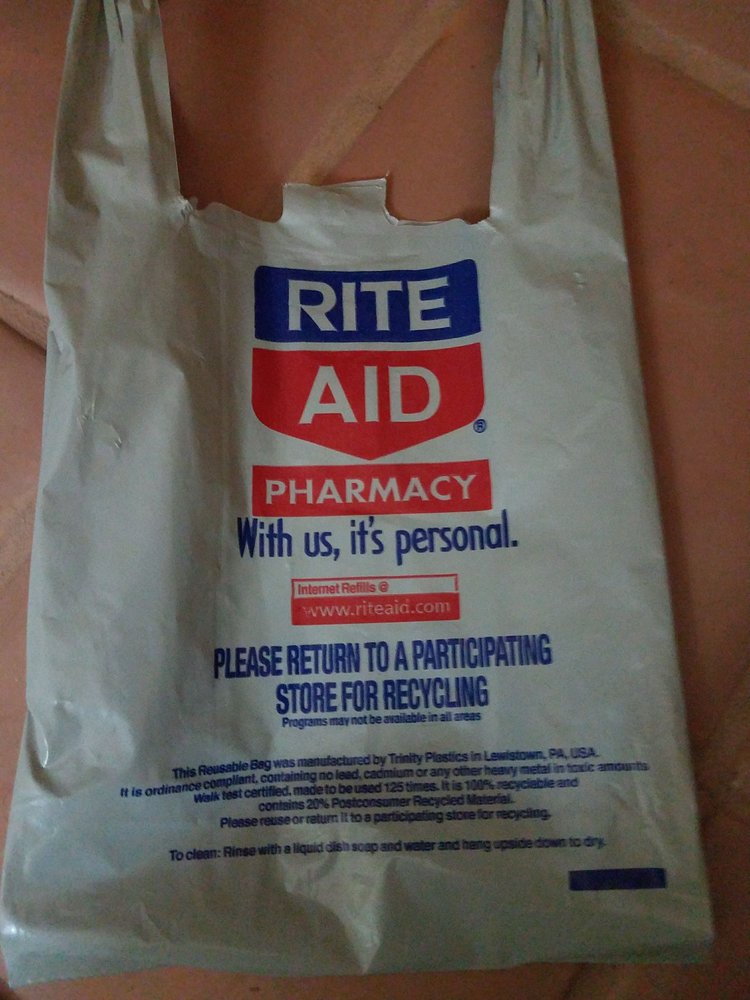 RITE
AID
®
PHARMACY
With us, it's personal.
Internet Refills @
www.riteaid.com
PLEASE RETURN TO A PARTICIPATING
STORE FOR RECYCLING
Programs may not be available in all areas
This Reusable Bag was manufactured by Trinity Plastics in Lewistown, PA, USA.
It is ordinance compliant, containing no lead, cadmium or any other heavy metal in toxic amounts.
Walk test certified, made to be used 125 times. It is 100% recyclable and
contains 20% Postconsumer Recycled Material.
Please reuse or return it to a participating store for recycling.
To clean: Rinse with a liquid dish soap and water and hang upside down to dry.